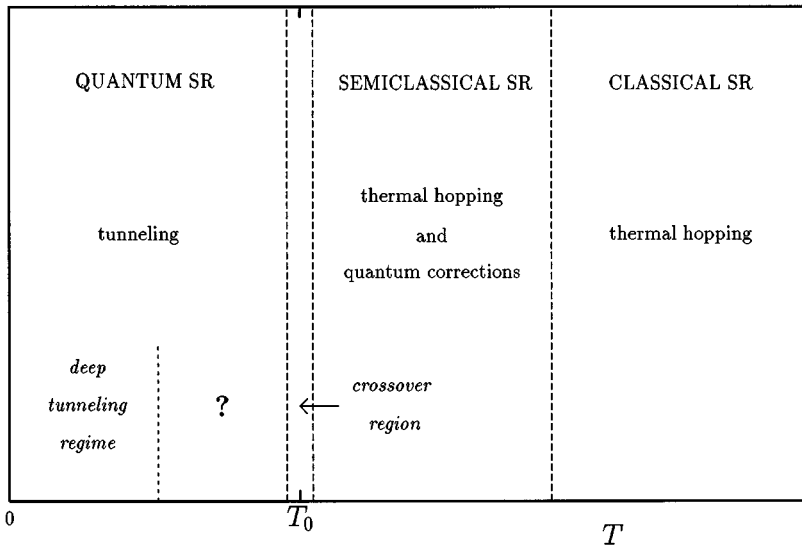 QUANTUM SR
SEMICLASSICAL SR
CLASSICAL SR
tunneling
thermal hopping
and
quantum corrections
thermal hopping
deep
tunneling
regime
?
crossover
region
0
T₀
T